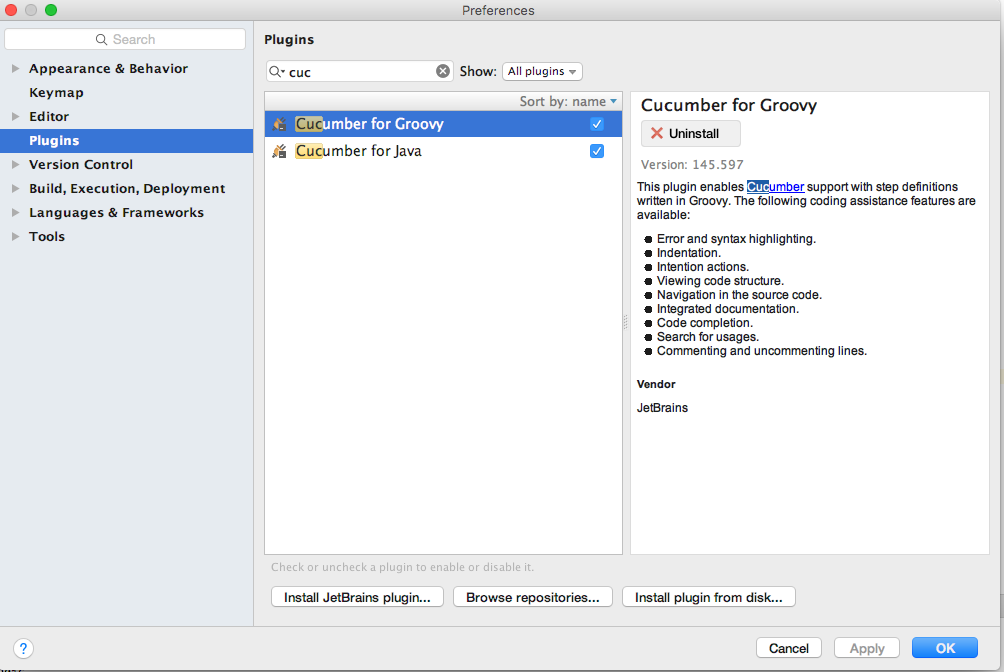 Preferences
Search
Appearance & Behavior
Keymap
Editor
Plugins
Version Control
Build, Execution, Deployment
Languages & Frameworks
Tools
Plugins
cuc
Show: All plugins
Sort by: name
Cucumber for Groovy
Cucumber for Java
Cucumber for Groovy
Uninstall
Version: 145.597
This plugin enables Cucumber support with step definitions
written in Groovy. The following coding assistance features are
available:
Error and syntax highlighting.
Indentation.
Intention actions.
Viewing code structure.
Navigation in the source code.
Integrated documentation.
Code completion.
Search for usages.
Commenting and uncommenting lines.
Vendor
JetBrains
Check or uncheck a plugin to enable or disable it.
Install JetBrains plugin...
Browse repositories...
Install plugin from disk...
?
Cancel
Apply
OK